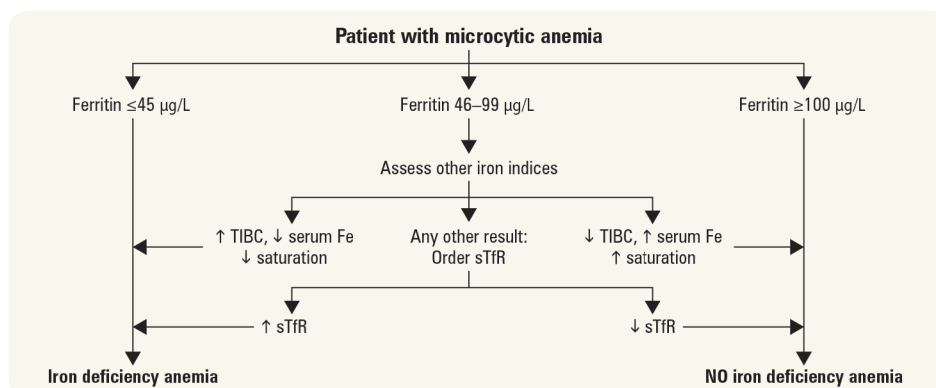 Patient with microcytic anemia
Ferritin ≤45 µg/L
Ferritin 46–99 µg/L
Ferritin ≥100 µg/L
Assess other iron indices
↑ TIBC, ↓ serum Fe
↓ saturation
Any other result:
Order sTfR
↓ TIBC, ↑ serum Fe
↑ saturation
↑ sTfR
↓ sTfR
Iron deficiency anemia
NO iron deficiency anemia